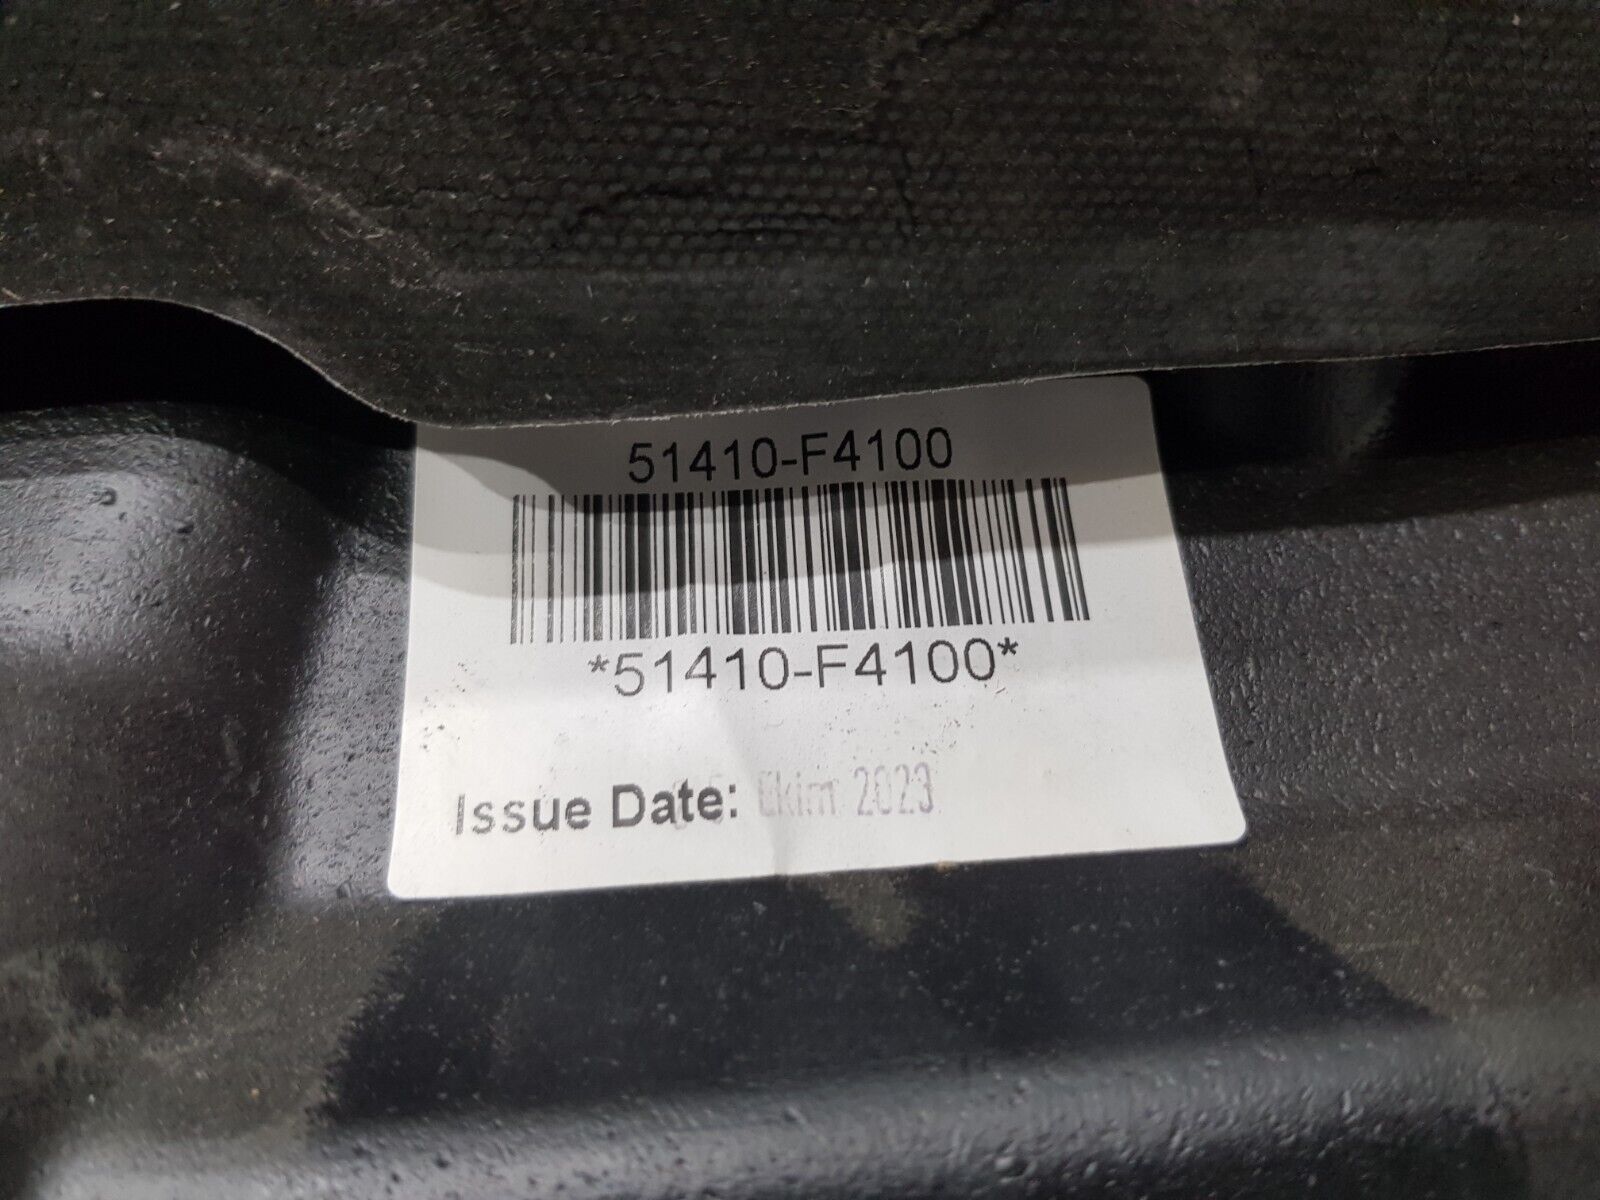 51410-F4100
*51410-F4100*
Issue Date: Ekim 2023